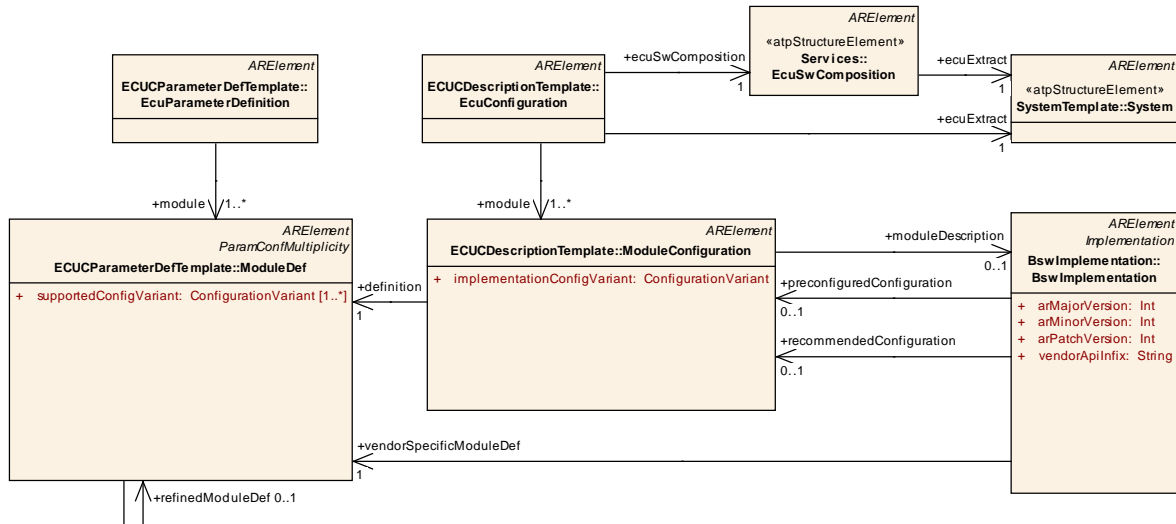 ARElement
«atpStructureElement»
Services::
EcuSwComposition
ARElement
ECUCParameterDefTemplate::
EcuParameterDefinition
ARElement
ECUCDescriptionTemplate::
EcuConfiguration
+ecuSwComposition
1
+ecuExtract
1
ARElement
«atpStructureElement»
SystemTemplate::System
+ecuExtract
1
+module
1..*
+module
1..*
ARElement
ParamConfMultiplicity
ECUCParameterDefTemplate::ModuleDef
+ supportedConfigVariant: ConfigurationVariant [1..*]
+definition
1
ARElement
ECUCDescriptionTemplate::ModuleConfiguration
+ implementationConfigVariant: ConfigurationVariant
+moduleDescription
0..1
+preconfiguredConfiguration
0..1
+recommendedConfiguration
0..1
ARElement
Implementation
BswImplementation::
BswImplementation
+ arMajorVersion: Int
+ arMinorVersion: Int
+ arPatchVersion: Int
+ vendorApiInfix: String
+vendorSpecificModuleDef
1
+refinedModuleDef 0..1